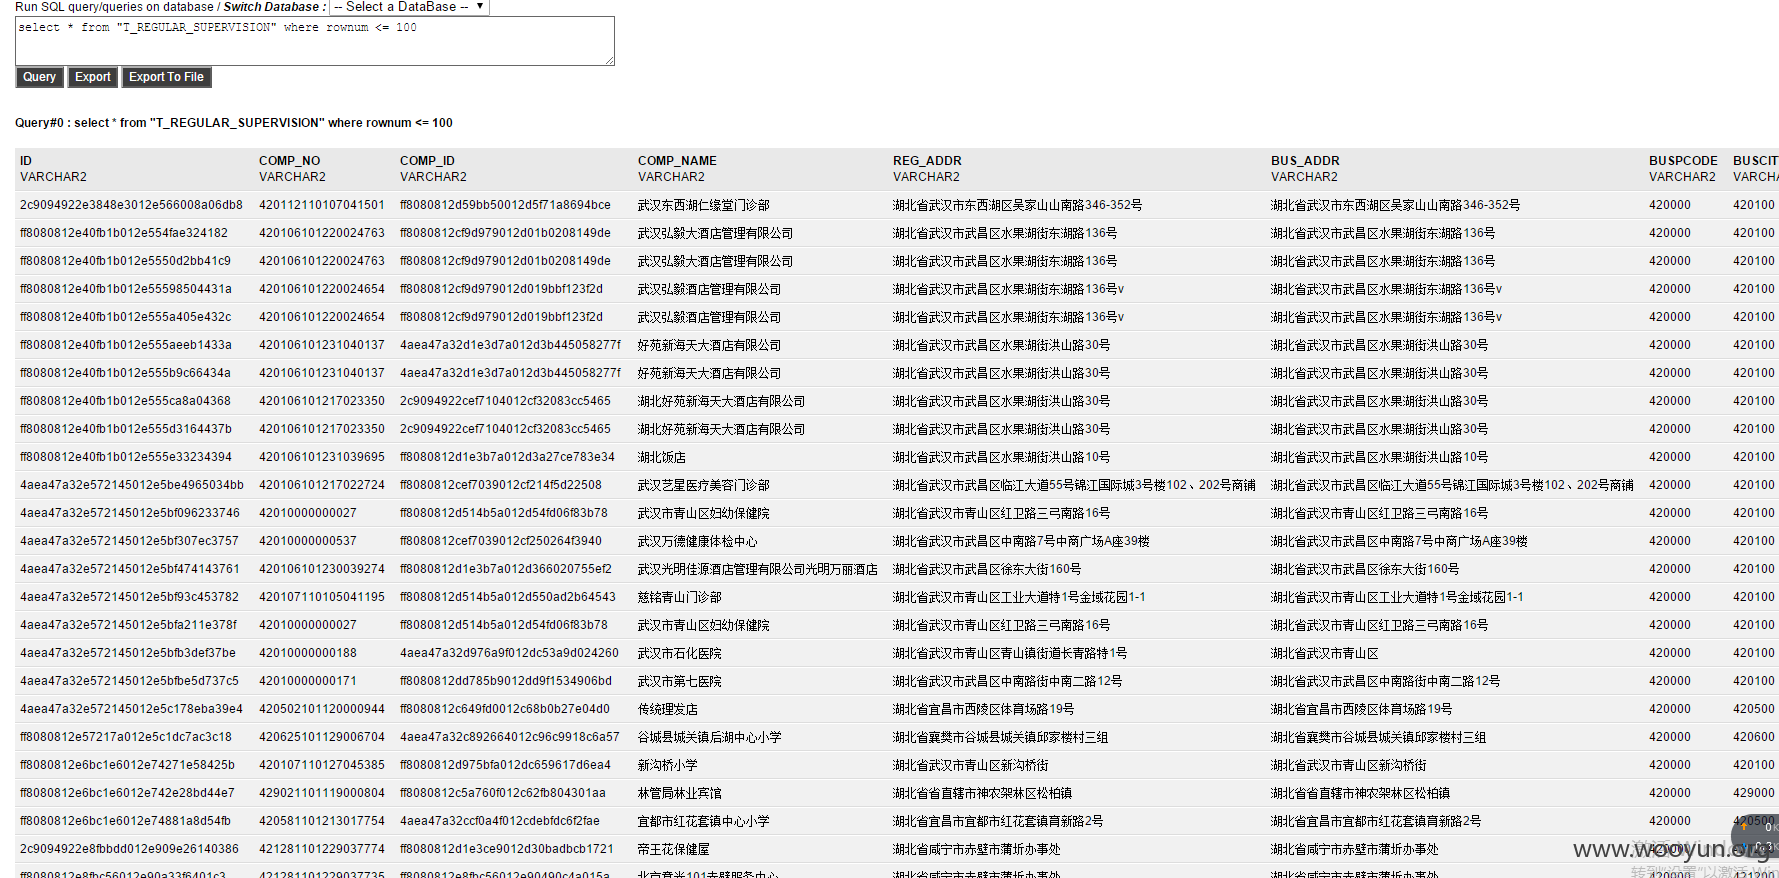 Run SQL query/queries on database / Switch Database : -- Select a DataBase -- ▼
select * from "T_REGULAR_SUPERVISION" where rownum <= 100
Query Export Export To File
Query#0 : select * from "T_REGULAR_SUPERVISION" where rownum <= 100
ID COMP_NO COMP_ID COMP_NAME REG_ADDR BUS_ADDR BUSPCODE BUSCIT
VARCHAR2 VARCHAR2 VARCHAR2 VARCHAR2 VARCHAR2 VARCHAR2 VARCHAR2 VARCHA
2c9094922e3848e3012e566008a06db8 420112110107041501 ff8080812d59bb50012d5f71a8694bce 武汉东西湖仁缘堂门诊部 湖北省武汉市东西湖区吴家山山南路346-352号 湖北省武汉市东西湖区吴家山山南路346-352号 420000 420100
ff8080812e40fb1b012e554fae324182 420106101220024763 ff8080812cf9d979012d01b0208149de 武汉弘毅大酒店管理有限公司 湖北省武汉市武昌区水果湖街东湖路136号 湖北省武汉市武昌区水果湖街东湖路136号 420000 420100
ff8080812e40fb1b012e5550d2bb41c9 420106101220024763 ff8080812cf9d979012d01b0208149de 武汉弘毅大酒店管理有限公司 湖北省武汉市武昌区水果湖街东湖路136号 湖北省武汉市武昌区水果湖街东湖路136号 420000 420100
ff8080812e40fb1b012e55598504431a 420106101220024654 ff8080812cf9d979012d019bbf123f2d 武汉弘毅酒店管理有限公司 湖北省武汉市武昌区水果湖街东湖路136号v 湖北省武汉市武昌区水果湖街东湖路136号v 420000 420100
ff8080812e40fb1b012e555a405e432c 420106101220024654 ff8080812cf9d979012d019bbf123f2d 武汉弘毅酒店管理有限公司 湖北省武汉市武昌区水果湖街东湖路136号v 湖北省武汉市武昌区水果湖街东湖路136号v 420000 420100
ff8080812e40fb1b012e555aeeb1433a 420106101231040137 4aea47a32d1e3d7a012d3b445058277f 好苑新海天大酒店有限公司 湖北省武汉市武昌区水果湖街洪山路30号 湖北省武汉市武昌区水果湖街洪山路30号 420000 420100
ff8080812e40fb1b012e555b9c66434a 420106101231040137 4aea47a32d1e3d7a012d3b445058277f 好苑新海天大酒店有限公司 湖北省武汉市武昌区水果湖街洪山路30号 湖北省武汉市武昌区水果湖街洪山路30号 420000 420100
ff8080812e40fb1b012e555ca8a04368 420106101217023350 2c9094922cef7104012cf32083cc5465 湖北好苑新海天大酒店有限公司 湖北省武汉市武昌区水果湖街洪山路30号 湖北省武汉市武昌区水果湖街洪山路30号 420000 420100
ff8080812e40fb1b012e555d3164437b 420106101217023350 2c9094922cef7104012cf32083cc5465 湖北好苑新海天大酒店有限公司 湖北省武汉市武昌区水果湖街洪山路30号 湖北省武汉市武昌区水果湖街洪山路30号 420000 420100
ff8080812e40fb1b012e555e33234394 420106101231039695 ff8080812d1e3b7a012d3a27ce783e34 湖北饭店 湖北省武汉市武昌区水果湖街洪山路10号 湖北省武汉市武昌区水果湖街洪山路10号 420000 420100
4aea47a32e572145012e5be4965034bb 420106101217022724 ff8080812cef7039012cf214f5d22508 武汉艺星医疗美容门诊部 湖北省武汉市武昌区临江大道55号锦江国际城3号楼102、202号商铺 湖北省武汉市武昌区临江大道55号锦江国际城3号楼102、202号商铺 420000 420100
4aea47a32e572145012e5bf096233746 42010000000027 ff8080812d514b5a012d54fd06f83b78 武汉市青山区妇幼保健院 湖北省武汉市青山区红卫路三弓南路16号 湖北省武汉市青山区红卫路三弓南路16号 420000 420100
4aea47a32e572145012e5bf307ec3757 42010000000537 ff8080812cef7039012cf250264f3940 武汉万德健康体检中心 湖北省武汉市武昌区中南路7号中商广场A座39楼 湖北省武汉市武昌区中南路7号中商广场A座39楼 420000 420100
4aea47a32e572145012e5bf474143761 420106101230039274 ff8080812d1e3b7a012d366020755ef2 武汉光明佳源酒店管理有限公司光明万丽酒店 湖北省武汉市武昌区徐东大街160号 湖北省武汉市武昌区徐东大街160号 420000 420100
4aea47a32e572145012e5bf93c453782 420107110105041195 ff8080812d514b5a012d550ad2b64543 慈铭青山门诊部 湖北省武汉市青山区工业大道特1号金域花园1-1 湖北省武汉市青山区工业大道特1号金域花园1-1 420000 420100
4aea47a32e572145012e5bfa211e378f 42010000000027 ff8080812d514b5a012d54fd06f83b78 武汉市青山区妇幼保健院 湖北省武汉市青山区红卫路三弓南路16号 湖北省武汉市青山区红卫路三弓南路16号 420000 420100
4aea47a32e572145012e5bfb3def37be 42010000000188 4aea47a32d976a9f012dc53a9d024260 武汉市石化医院 湖北省武汉市青山区青山镇街道长青路特1号 湖北省武汉市青山区 420000 420100
4aea47a32e572145012e5bfbe5d737c5 42010000000171 ff8080812dd785b9012dd9f1534906bd 武汉市第七医院 湖北省武汉市武昌区中南路街中南二路12号 湖北省武汉市武昌区中南路街中南二路12号 420000 420100
4aea47a32e572145012e5c178eba39e4 420502101120000944 ff8080812c649fd0012c68b0b27e04d0 传统理发店 湖北省宜昌市西陵区体育场路19号 湖北省宜昌市西陵区体育场路19号 420000 420500
ff8080812e57217a012e5c1dc7ac3c18 420625101129006704 4aea47a32c892664012c96c9918c6a57 谷城县城关镇后湖中心小学 湖北省襄樊市谷城县城关镇邱家楼村三组 湖北省襄樊市谷城县城关镇邱家楼村三组 420000 420600
ff8080812e6bc1e6012e74271e58425b 420107110127045385 ff8080812d975bfa012dc659617d6ea4 新沟桥小学 湖北省武汉市青山区新沟桥街 湖北省武汉市青山区新沟桥街 420000 420100
ff8080812e6bc1e6012e742e28bd44e7 429021101119000804 ff8080812c5a760f012c62fb804301aa 林管局林业宾馆 湖北省省直辖市神农架林区松柏镇 湖北省省直辖市神农架林区松柏镇 420000 429000
ff8080812e6bc1e6012e74881a8d54fb 420581101213017754 4aea47a32ccf0a4f012cdebfdc6f2fae 宜都市红花套镇中心小学 湖北省宜昌市宜都市红花套镇育新路2号 湖北省宜昌市宜都市红花套镇育新路2号 420000 420500
2c9094922e8fbbdd012e909e26140386 421281101229037774 ff8080812d1e3ce9012d30badbcb1721 帝王花保健屋 湖北省咸宁市赤壁市蒲圻办事处 湖北省咸宁市赤壁市蒲圻办事处 420000
ff8080812e8fbc56012e90a33f6401c3 421281101229037735 ff8080812e8fbc56012e90490c4a015a 北京章光101赤壁服务中心 湖北省咸宁市赤壁市蒲圻办事处 湖北省咸宁市赤壁市蒲圻办事处 420000 421200
www.wooyun.org